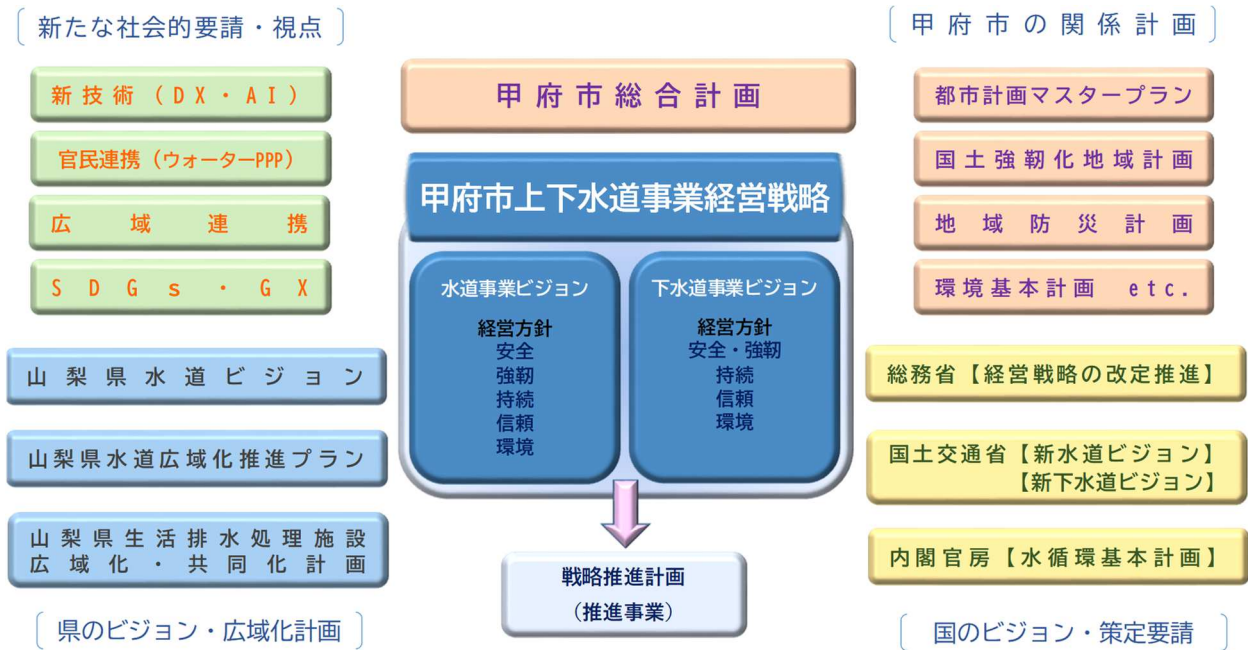 新たな社会的要請・視点
新技術(DX・AI)
官民連携(ウォーターPPP)
広域連携
SDGs・GX
山梨県水道ビジョン
山梨県水道広域化推進プラン
山梨県生活排水処理施設
広域化・共同化計画
県のビジョン・広域化計画
甲府市総合計画
甲府市上下水道事業経営戦略
水道事業ビジョン
経営方針
安全
強靭
持続
信頼
環境
下水道事業ビジョン
経営方針
安全・強靭
持続
信頼
環境
戦略推進計画
(推進事業)
甲府市の関係計画
都市計画マスタープラン
国土強靭化地域計画
地域防災計画
環境基本計画 etc.
総務省【経営戦略の改定推進】
国土交通省【新水道ビジョン】
【新下水道ビジョン】
内閣官房【水循環基本計画】
国のビジョン・策定要請